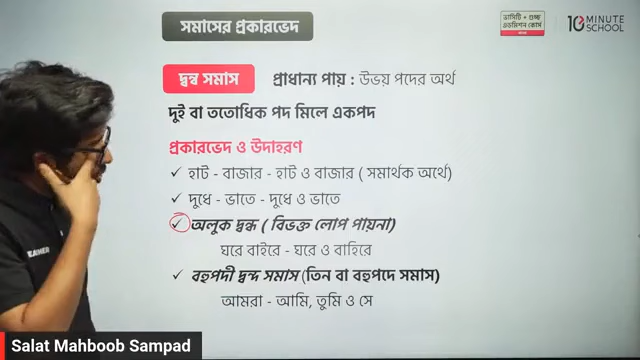 সমাসের প্রকারভেদ
ভার্সিটি + গুচ্ছ
এডমিশন কোর্স
10 MINUTE SCHOOL
দ্বন্দ্ব সমাস প্রাধান্য পায় : উভয় পদের অর্থ
দুই বা ততোধিক পদ মিলে একপদ
প্রকারভেদ ও উদাহরণ
✓ হাট - বাজার - হাট ও বাজার ( সমার্থক অর্থে)
✓ দুধে - ভাতে - দুধে ও ভাতে
✓ অলুক দ্বন্দ্ব ( বিভক্ত লোপ পায়না)
ঘরে বাইরে - ঘরে ও বাহিরে
✓ বহুপদী দ্বন্দ সমাস (তিন বা বহুপদে সমাস)
আমরা - আমি, তুমি ও সে
Salat Mahboob Sampad